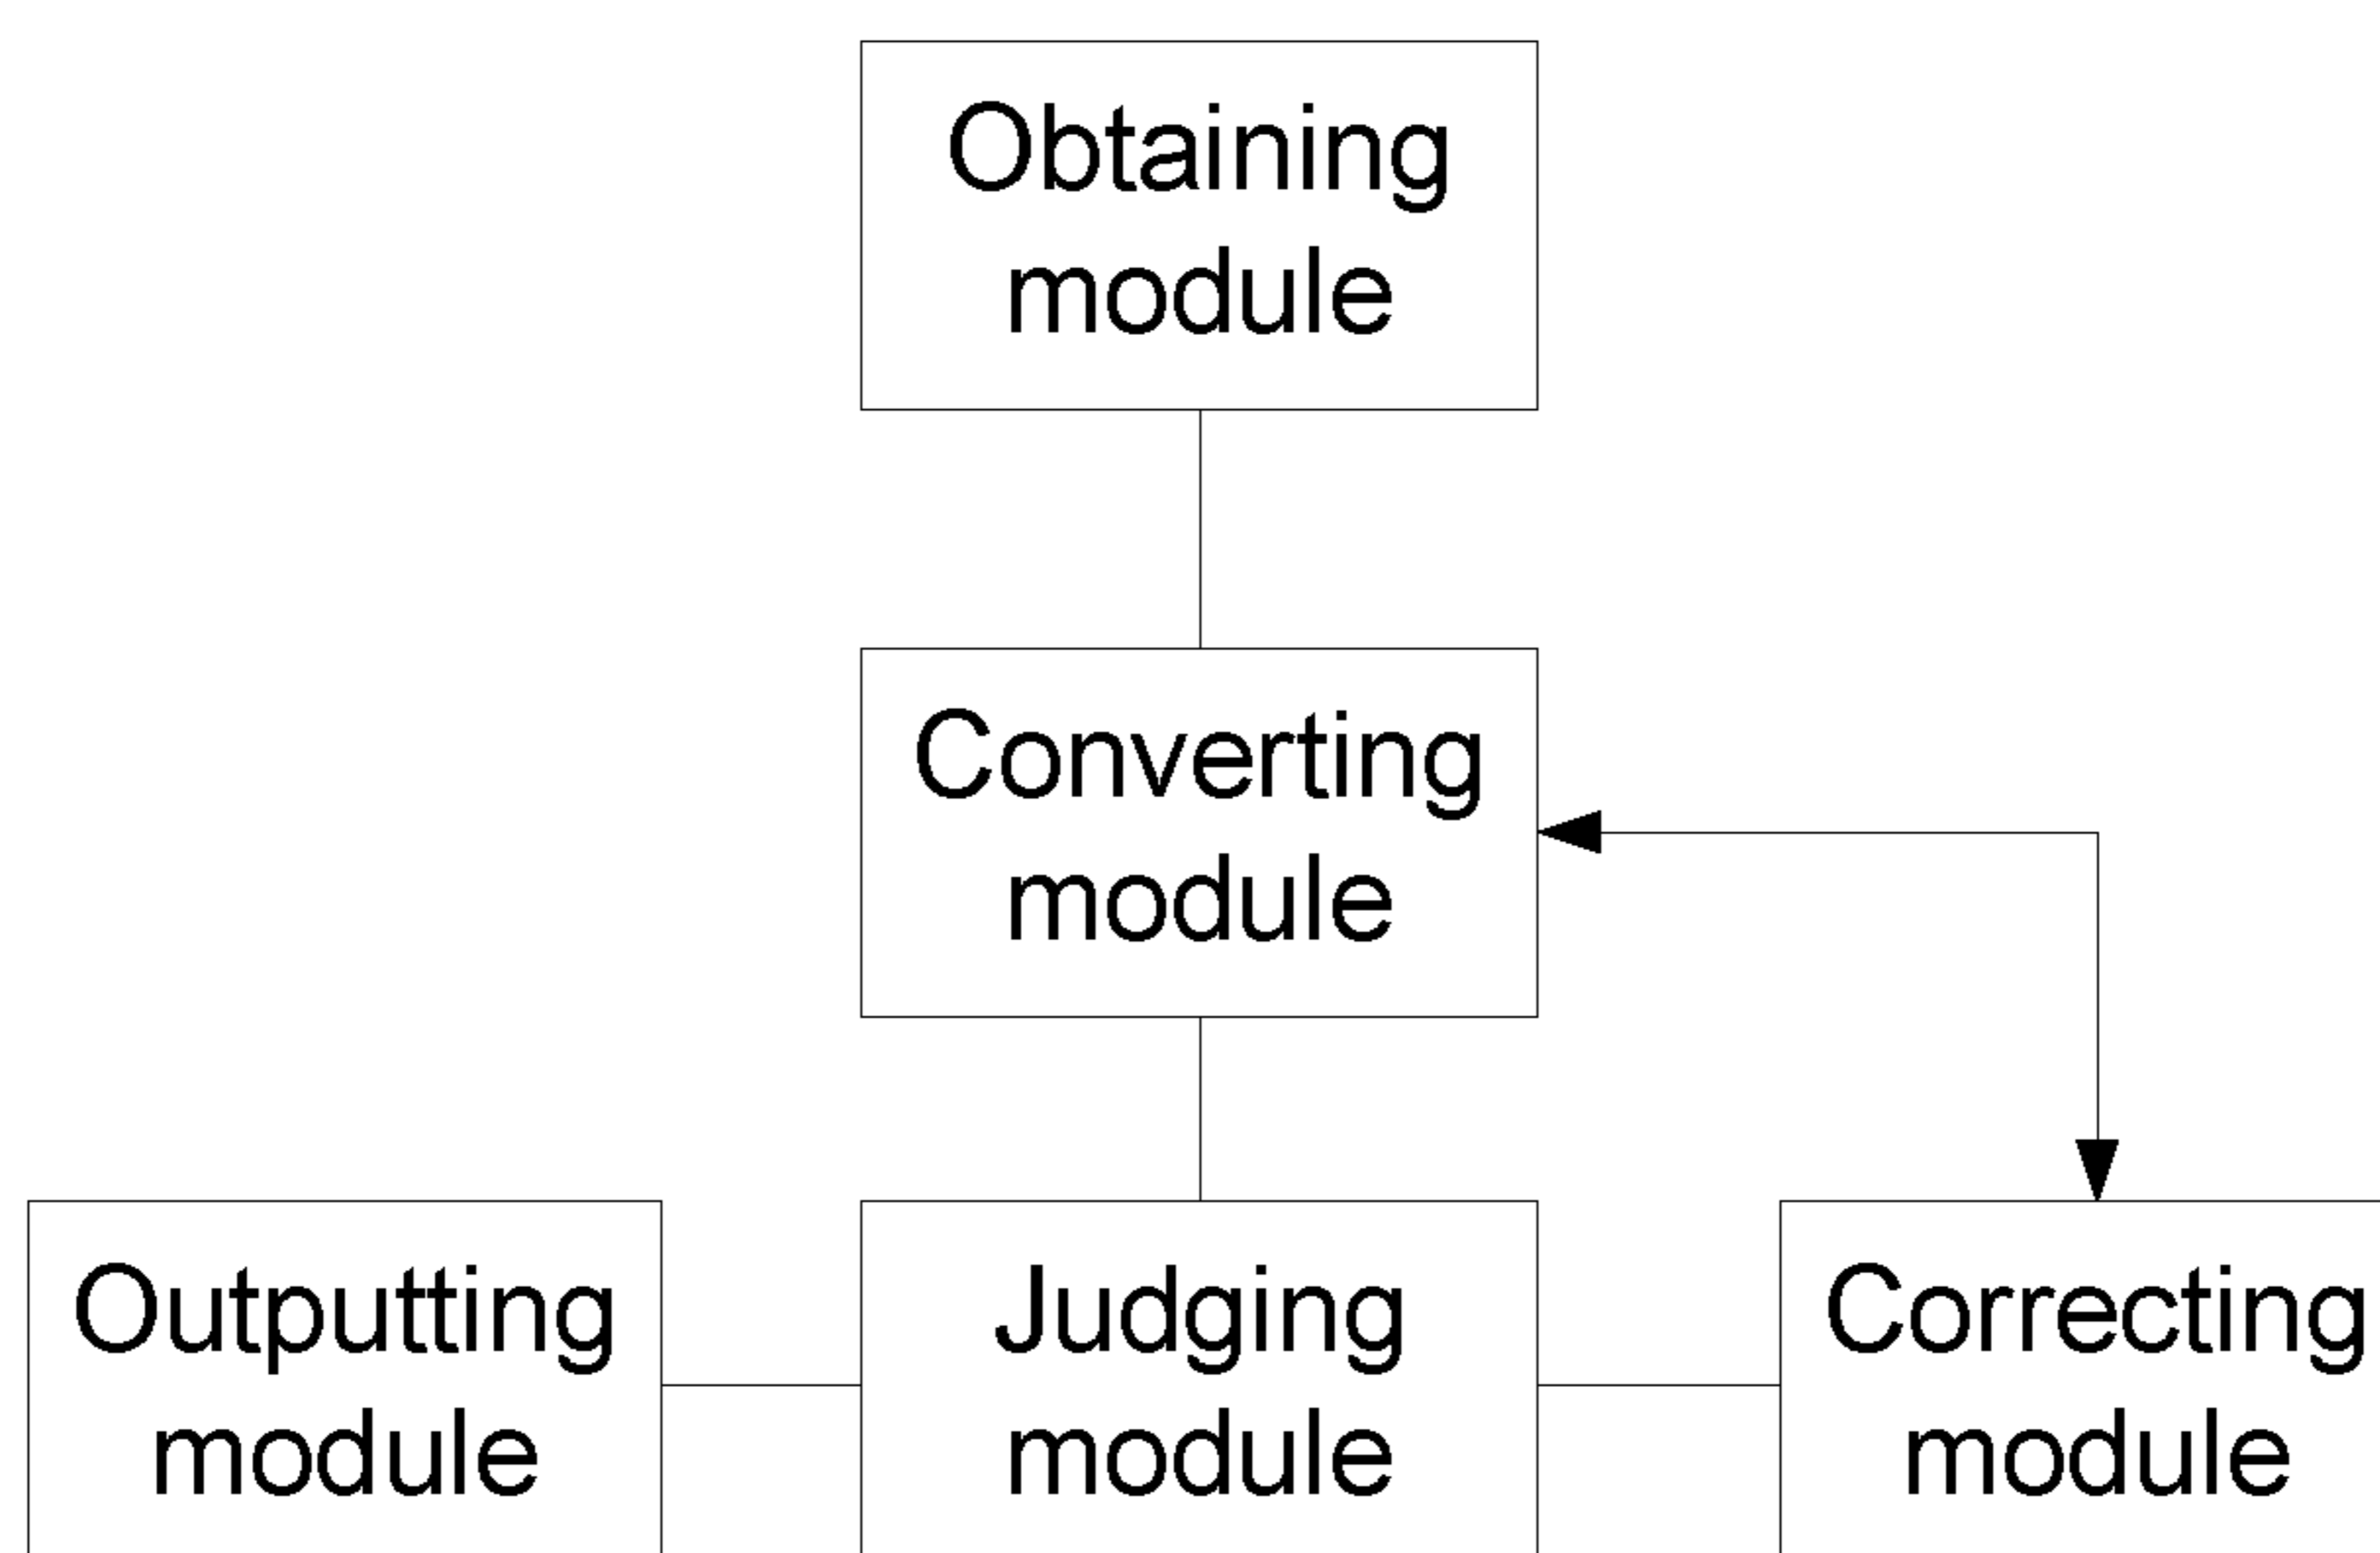 Obtaining
module
Converting
module
Outputting
module
Judging
module
Correcting
module